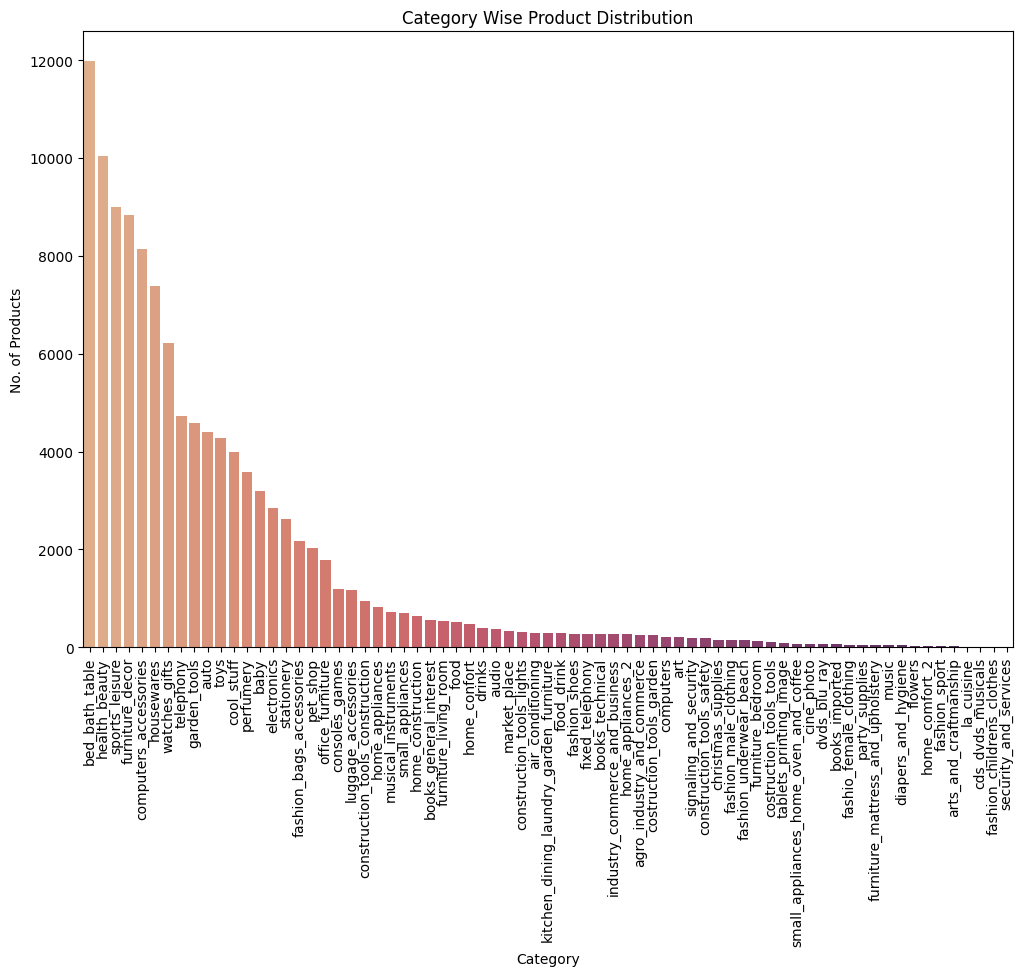 Category Wise Product Distribution
12000
10000
8000
6000
4000
2000
0
No. of Products
bed_bath_table
health_beauty
sports_leisure
furniture_decor
computers_accessories
housewares
watches_gifts
telephony
garden_tools
auto
toys
cool_stuff
perfumery
baby
electronics
stationery
fashion_bags_accessories
pet_shop
office_furniture
consoles_games
luggage_accessories
construction_tools_construction
home_appliances
musical_instruments
small_appliances
home_construction
books_general_interest
furniture_living_room
food
home_confort
drinks
audio
market_place
construction_tools_lights
air_conditioning
kitchen_dining_laundry_garden_furniture
food_drink
fashion_shoes
fixed_telephony
books_technical
industry_commerce_and_business
home_appliances_2
agro_industry_and_commerce
costruction_tools_garden
computers
art
signaling_and_security
construction_tools_safety
christmas_supplies
fashion_male_clothing
fashion_underwear_beach
furniture_bedroom
costruction_tools_tools
tablets_printing_image
small_appliances_home_oven_and_coffee
cine_photo
dvds_blu_ray
books_imported
fashio_female_clothing
party_supplies
furniture_mattress_and_upholstery
music
diapers_and_hygiene
flowers
home_comfort_2
fashion_sport
arts_and_craftmanship
la_cuisine
cds_dvds_musicals
fashion_childrens_clothes
security_and_services
Category